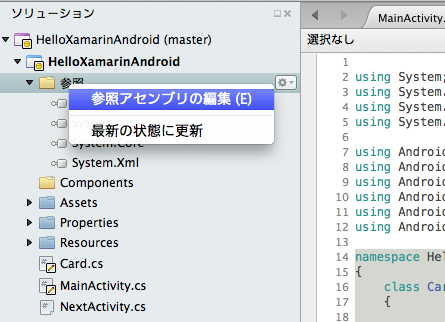 ソリューション
HelloXamarinAndroid (master)
HelloXamarinAndroid
参照
参照アセンブリの編集 (E)
最新の状態に更新
System.Core
System.Xml
Components
Assets
Properties
Resources
Card.cs
MainActivity.cs
NextActivity.cs
MainActivity.
選択なし
1
2 using System;
3 using System.
4 using System.
5 using System.
6
7 using Android
8 using Android
9 using Android
10 using Android
11 using Android
12 using Android
13
14 namespace Hel
15 {
16 class Car
17 {
18